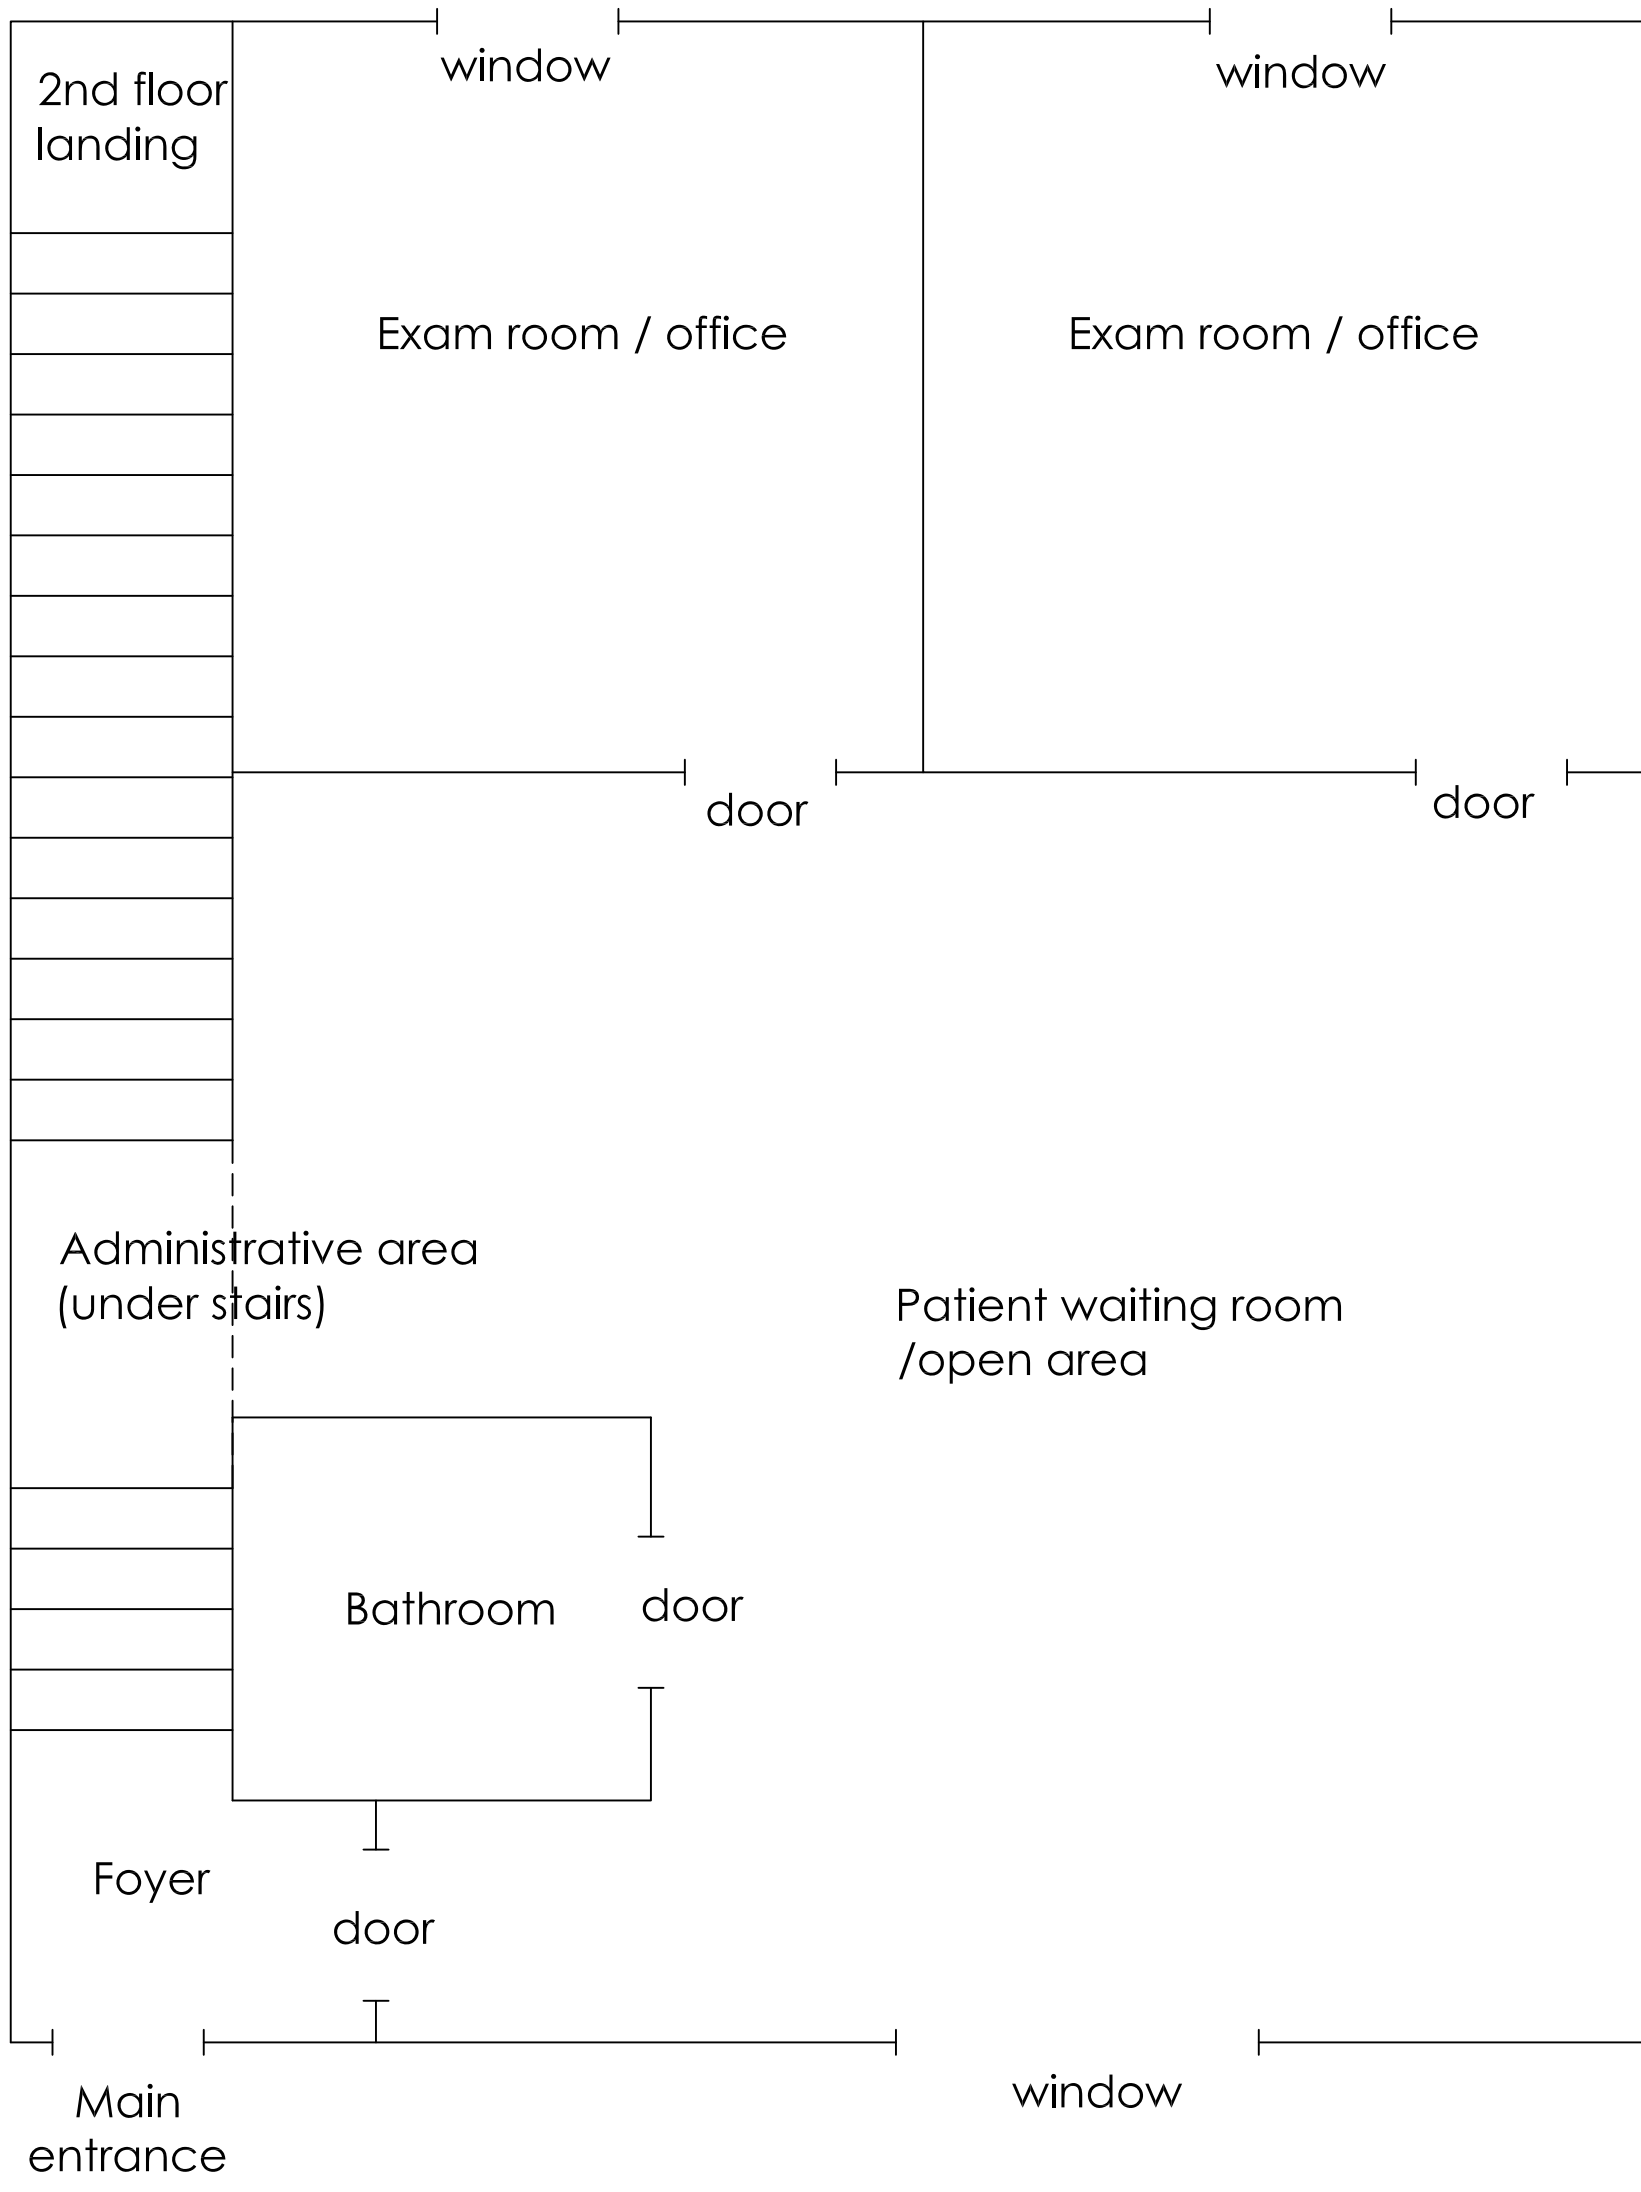 window
window
2nd floor
landing
Exam room / office
Exam room / office
door
door
Administrative area
(under stairs)
Patient waiting room
/open area
Bathroom
door
Foyer
door
Main
entrance
window